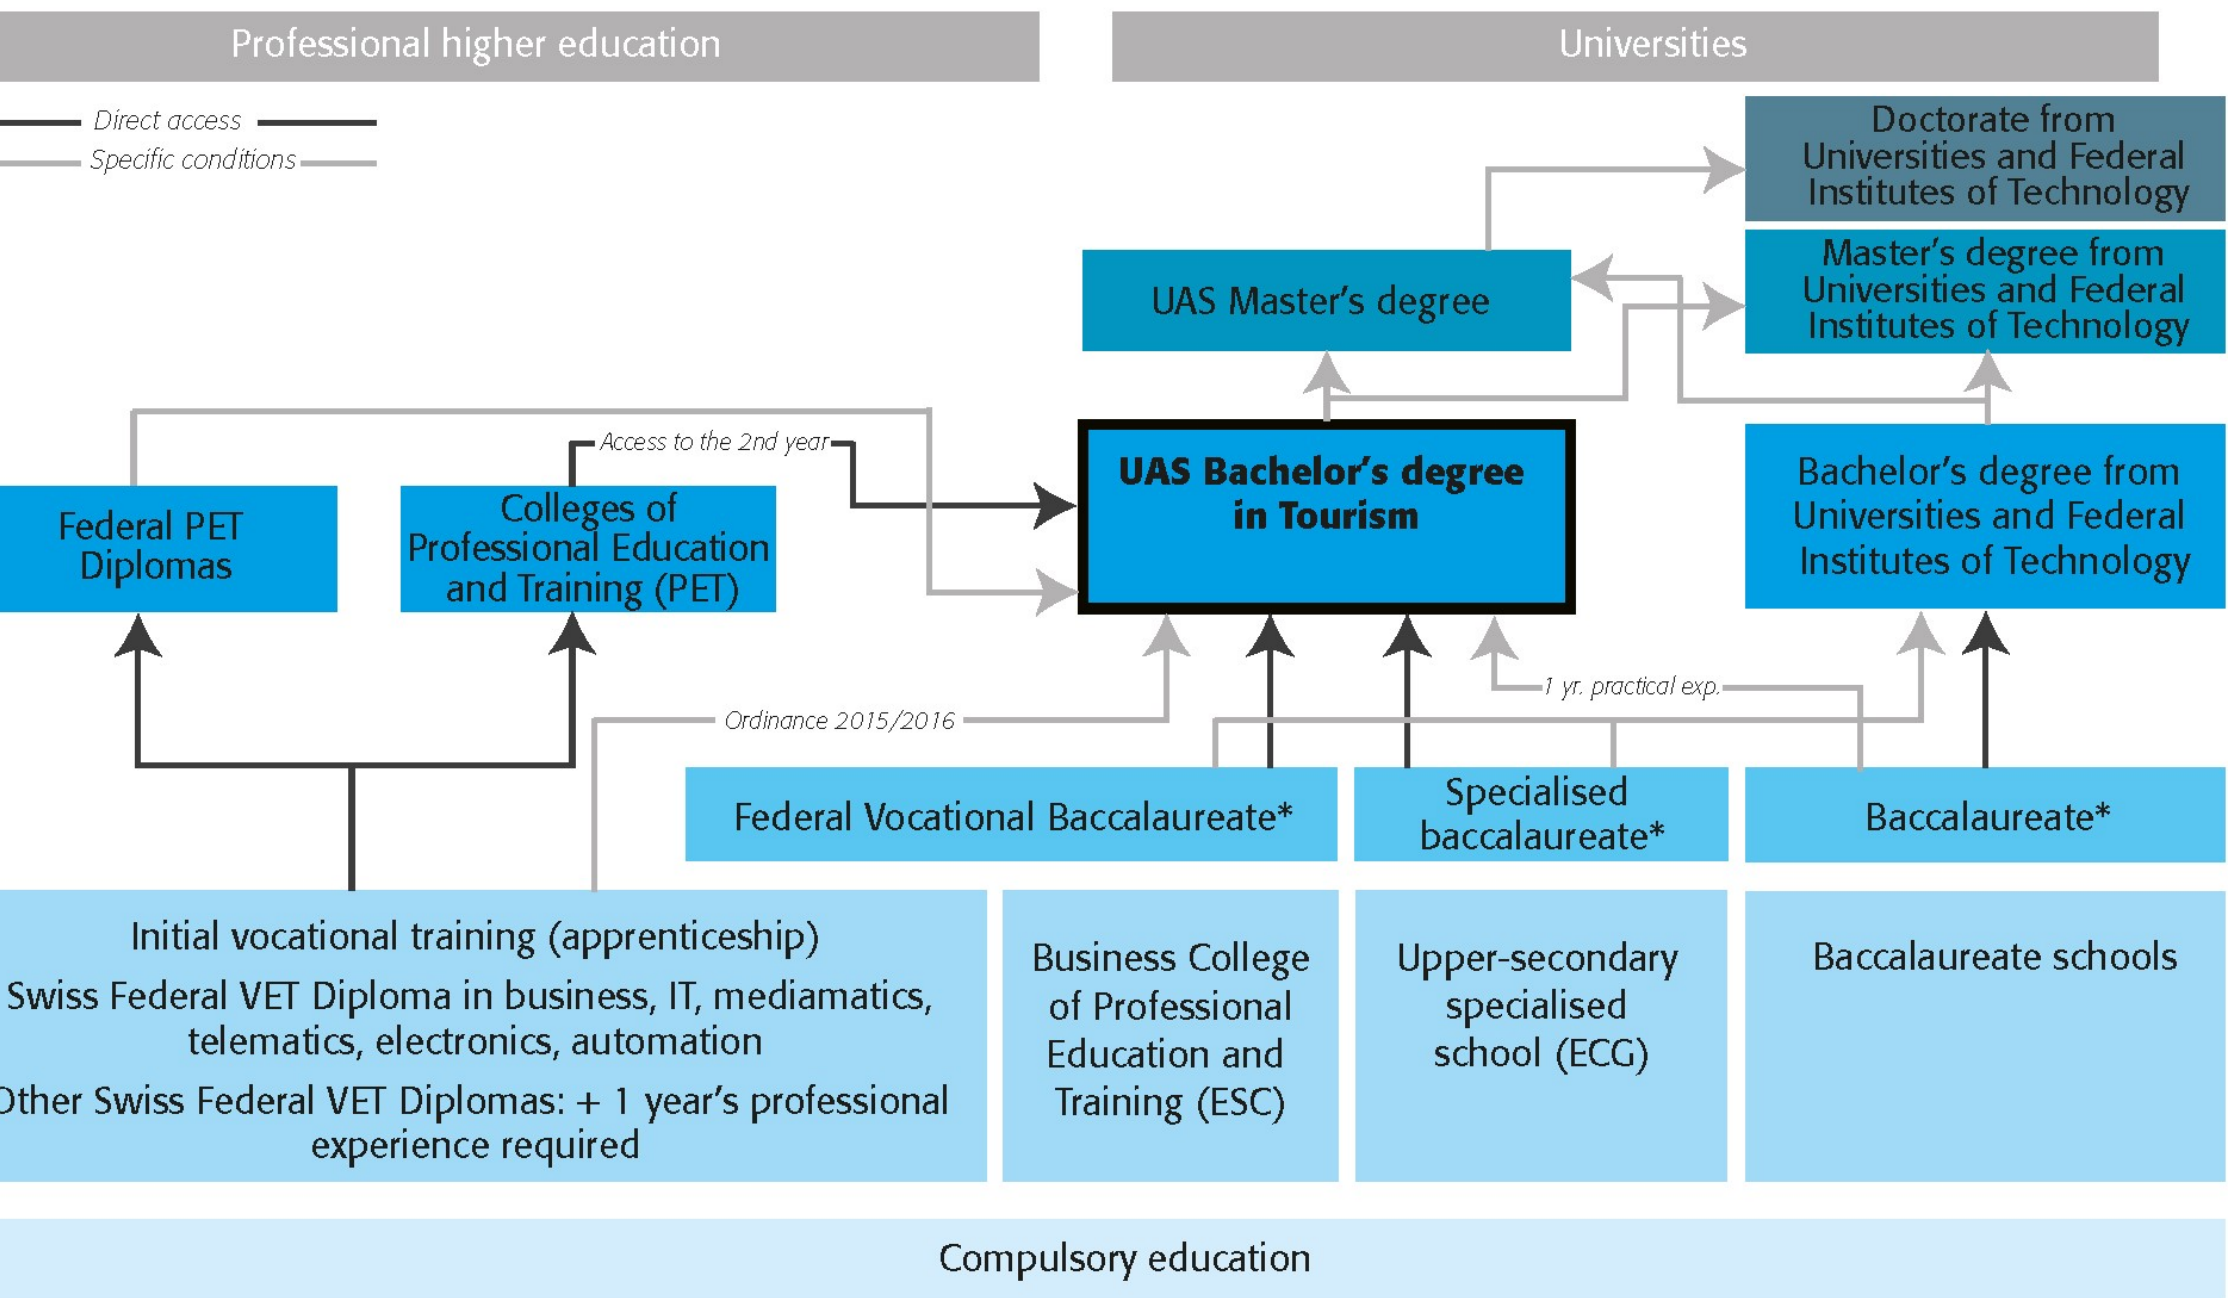 Professional higher education
Universities
Direct access
Specific conditions
Doctorate from
Universities and Federal
Institutes of Technology
UAS Master's degree
Master's degree from
Universities and Federal
Institutes of Technology
Access to the 2nd year
Federal PET
Diplomas
Colleges of
Professional Education
and Training (PET)
UAS Bachelor's degree
in Tourism
Bachelor's degree from
Universities and Federal
Institutes of Technology
1 yr. practical exp.
Ordinance 2015/2016
Federal Vocational Baccalaureate*
Specialised
baccalaureate*
Baccalaureate*
Initial vocational training (apprenticeship)
Swiss Federal VET Diploma in business, IT, mediamatics,
telematics, electronics, automation
Other Swiss Federal VET Diplomas: + 1 year's professional
experience required
Business College
of Professional
Education and
Training (ESC)
Upper-secondary
specialised
school (ECG)
Baccalaureate schools
Compulsory education